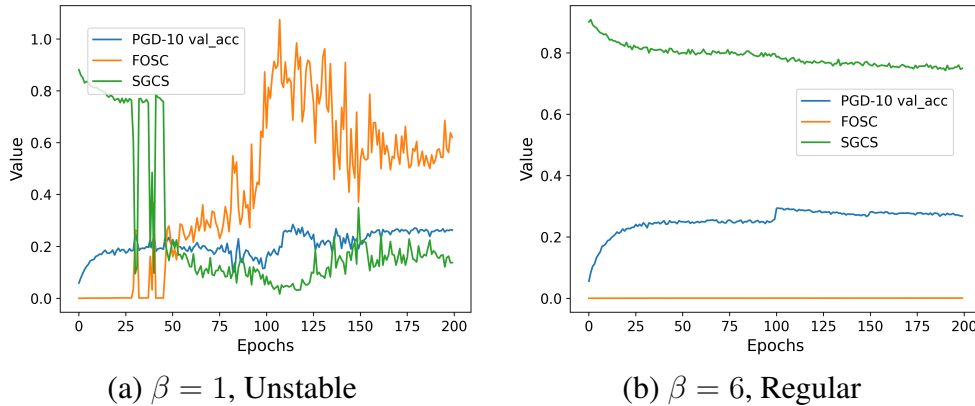 PGD-10 val_acc
FOSC
SGCS
Value
1.0
0.8
0.6
0.4
0.2
0.0
0 25 50 75 100 125 150 175 200
Epochs
(a) β = 1, Unstable
PGD-10 val_acc
FOSC
SGCS
Value
0.8
0.6
0.4
0.2
0.0
0 25 50 75 100 125 150 175 200
Epochs
(b) β = 6, Regular